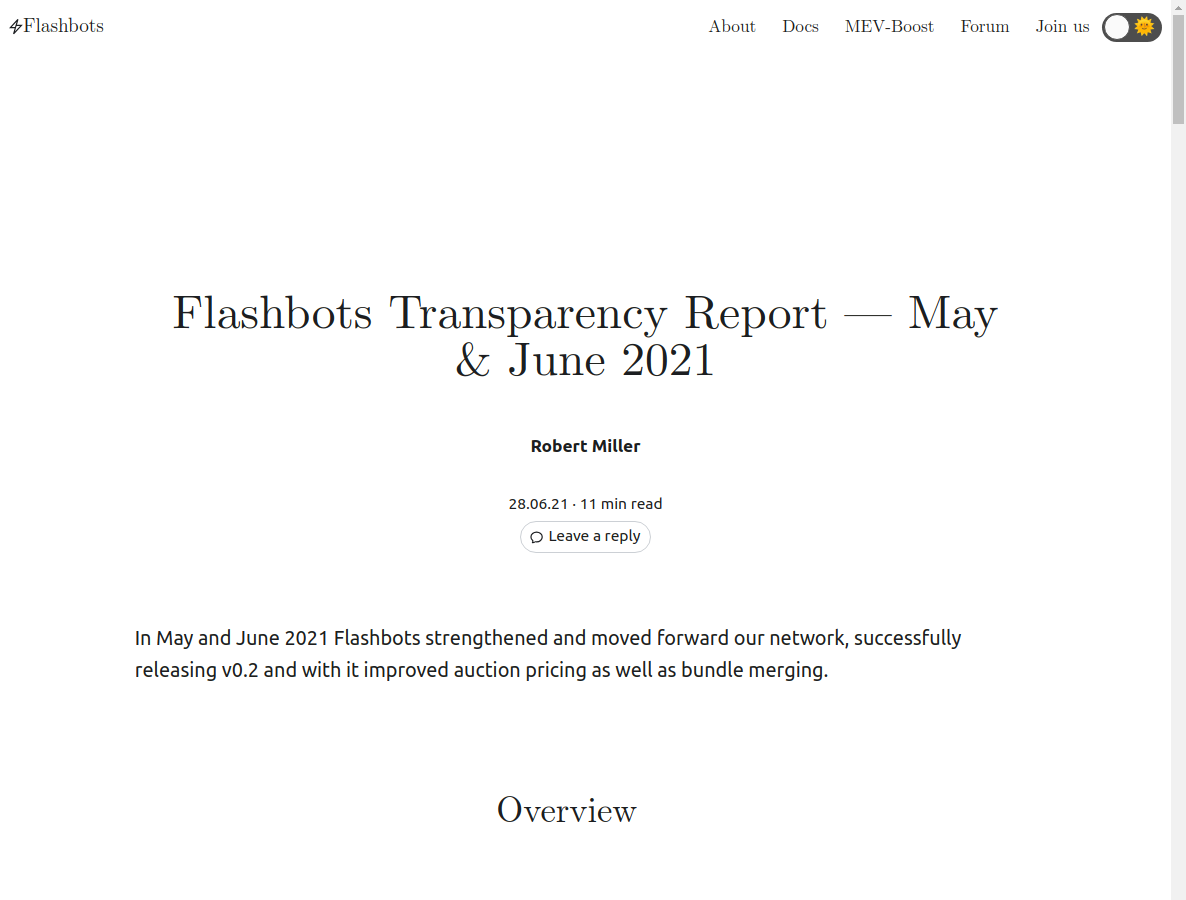 Flashbots
About Docs MEV-Boost Forum Join us
Flashbots Transparency Report — May
& June 2021
Robert Miller
28.06.21 · 11 min read
Leave a reply
In May and June 2021 Flashbots strengthened and moved forward our network, successfully
releasing v0.2 and with it improved auction pricing as well as bundle merging.
Overview